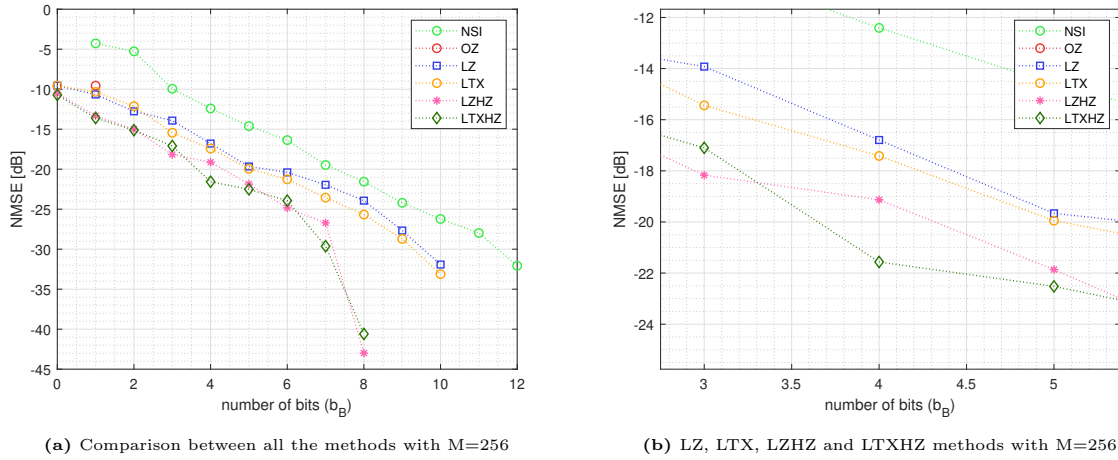 0
-5
-10
-15
-20
-25
-30
-35
-40
-45
NMSE [dB]
0 2 4 6 8 10 12
number of bits (b_B)
NSI
OZ
LZ
LTX
LZHZ
LTXHZ
(a) Comparison between all the methods with M=256
-12
-14
-16
-18
-20
-22
-24
NMSE [dB]
3 3.5 4 4.5 5
number of bits (b_B)
NSI
OZ
LZ
LTX
LZHZ
LTXHZ
(b) LZ, LTX, LZHZ and LTXHZ methods with M=256